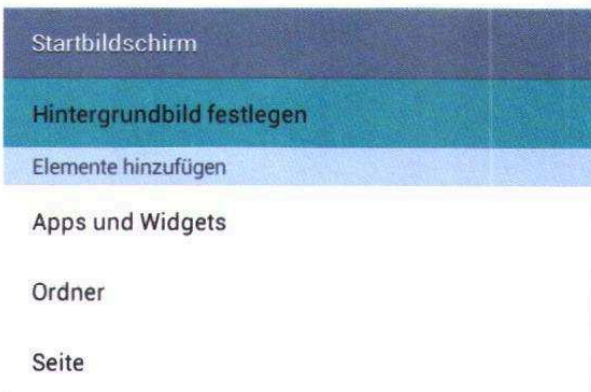 Startbildschirm
Hintergrundbild festlegen
Elemente hinzufügen
Apps und Widgets
Ordner
Seite